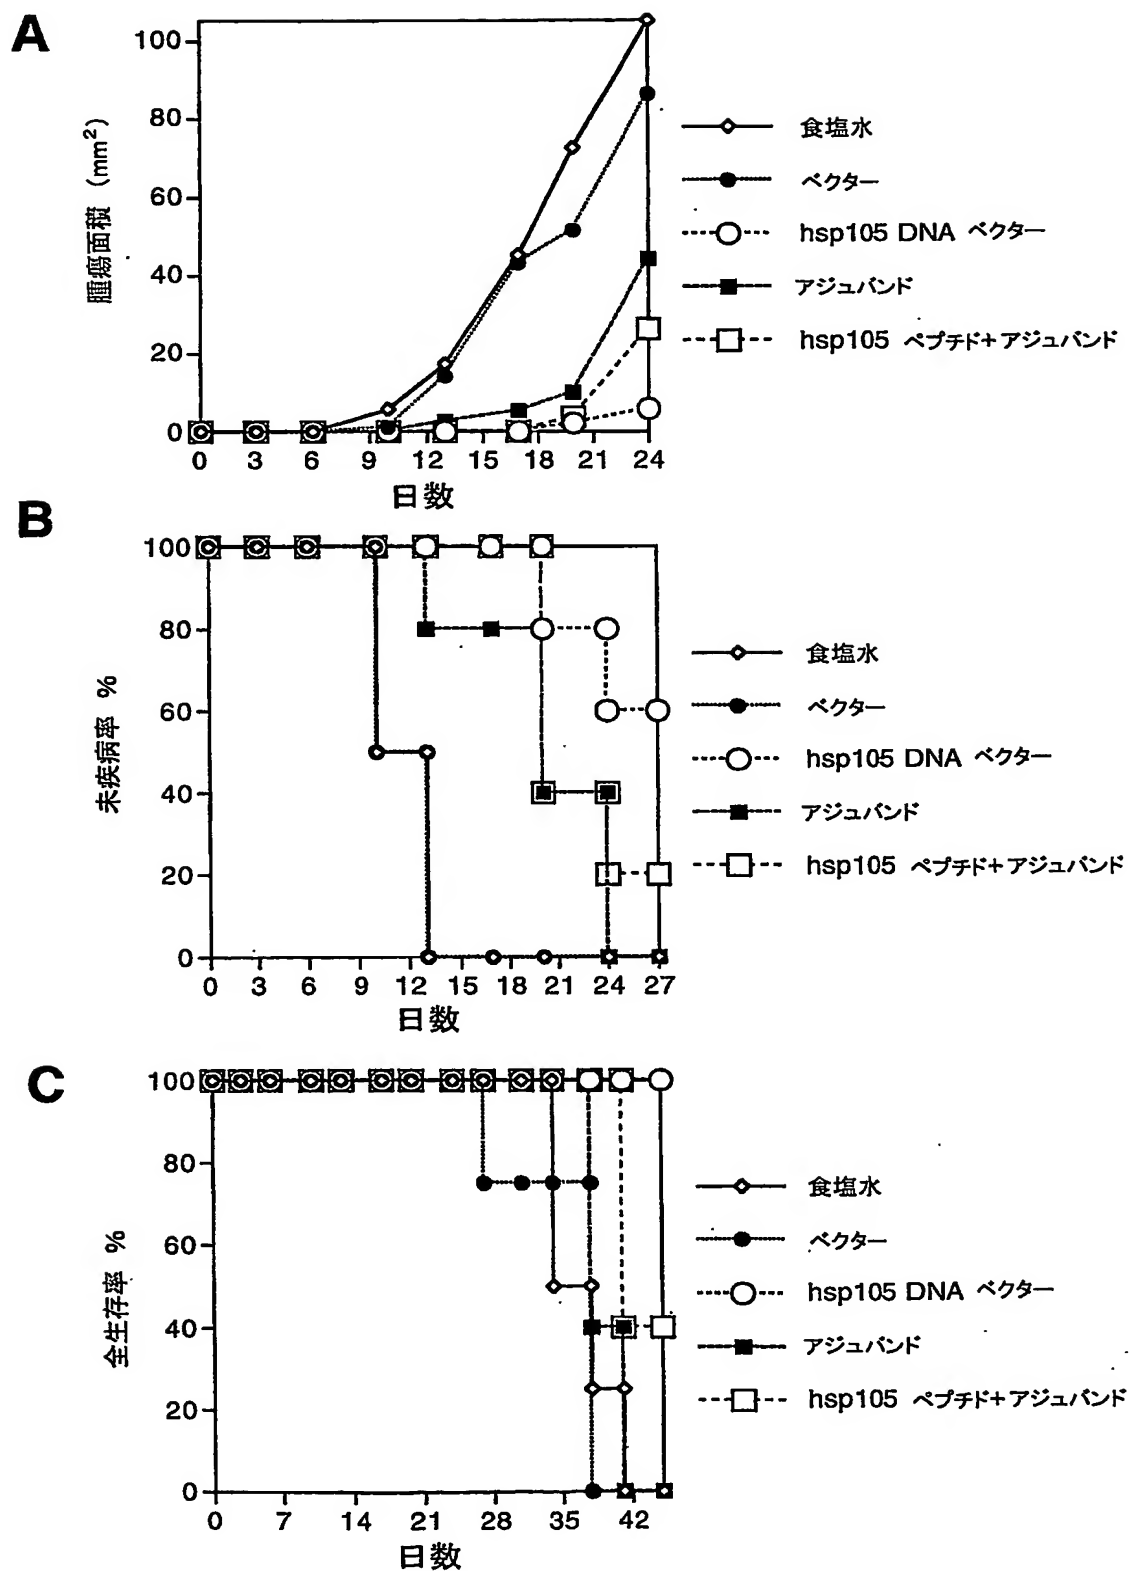 A
腫瘍面積 (mm²)
100
80
60
40
20
0
0 3 6 9 12 15 18 21 24
日数
食塩水
ベクター
hsp105 DNA ベクター
アジュバンド
hsp105 ペプチド+アジュバンド
B
未疾病率 %
100
80
60
40
20
0
0 3 6 9 12 15 18 21 24 27
日数
食塩水
ベクター
hsp105 DNA ベクター
アジュバンド
hsp105 ペプチド+アジュバンド
C
全生存率 %
100
80
60
40
20
0
0 7 14 21 28 35 42
日数
食塩水
ベクター
hsp105 DNA ベクター
アジュバンド
hsp105 ペプチド+アジュバンド